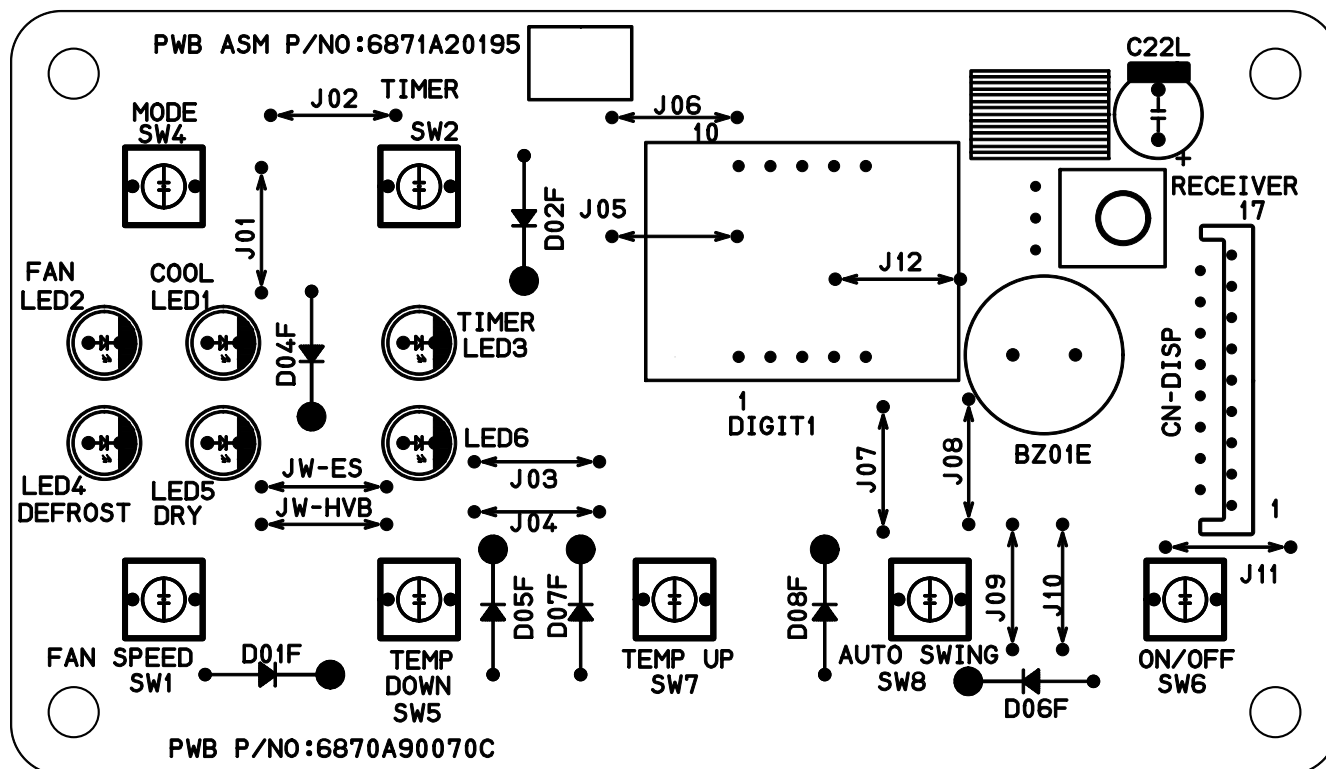 PWB ASM P/NO:6871A20195
C22L
TIMER
J02
J06
MODE
SW4
SW2
10
+
RECEIVER
17
J01
D02F
J05
J12
FAN
LED2
COOL
LED1
TIMER
LED3
D04F
CN-DISP
1
DIGIT1
LED6
BZ01E
J07
J08
JW-ES
J03
LED4
DEFROST
LED5
DRY
JW-HVB
J04
1
J11
D05F
D07F
D08F
J09
J10
FAN SPEED
SW1
D01F
TEMP
DOWN
SW5
TEMP UP
SW7
AUTO SWING
SW8
D06F
ON/OFF
SW6
PWB P/NO:6870A90070C